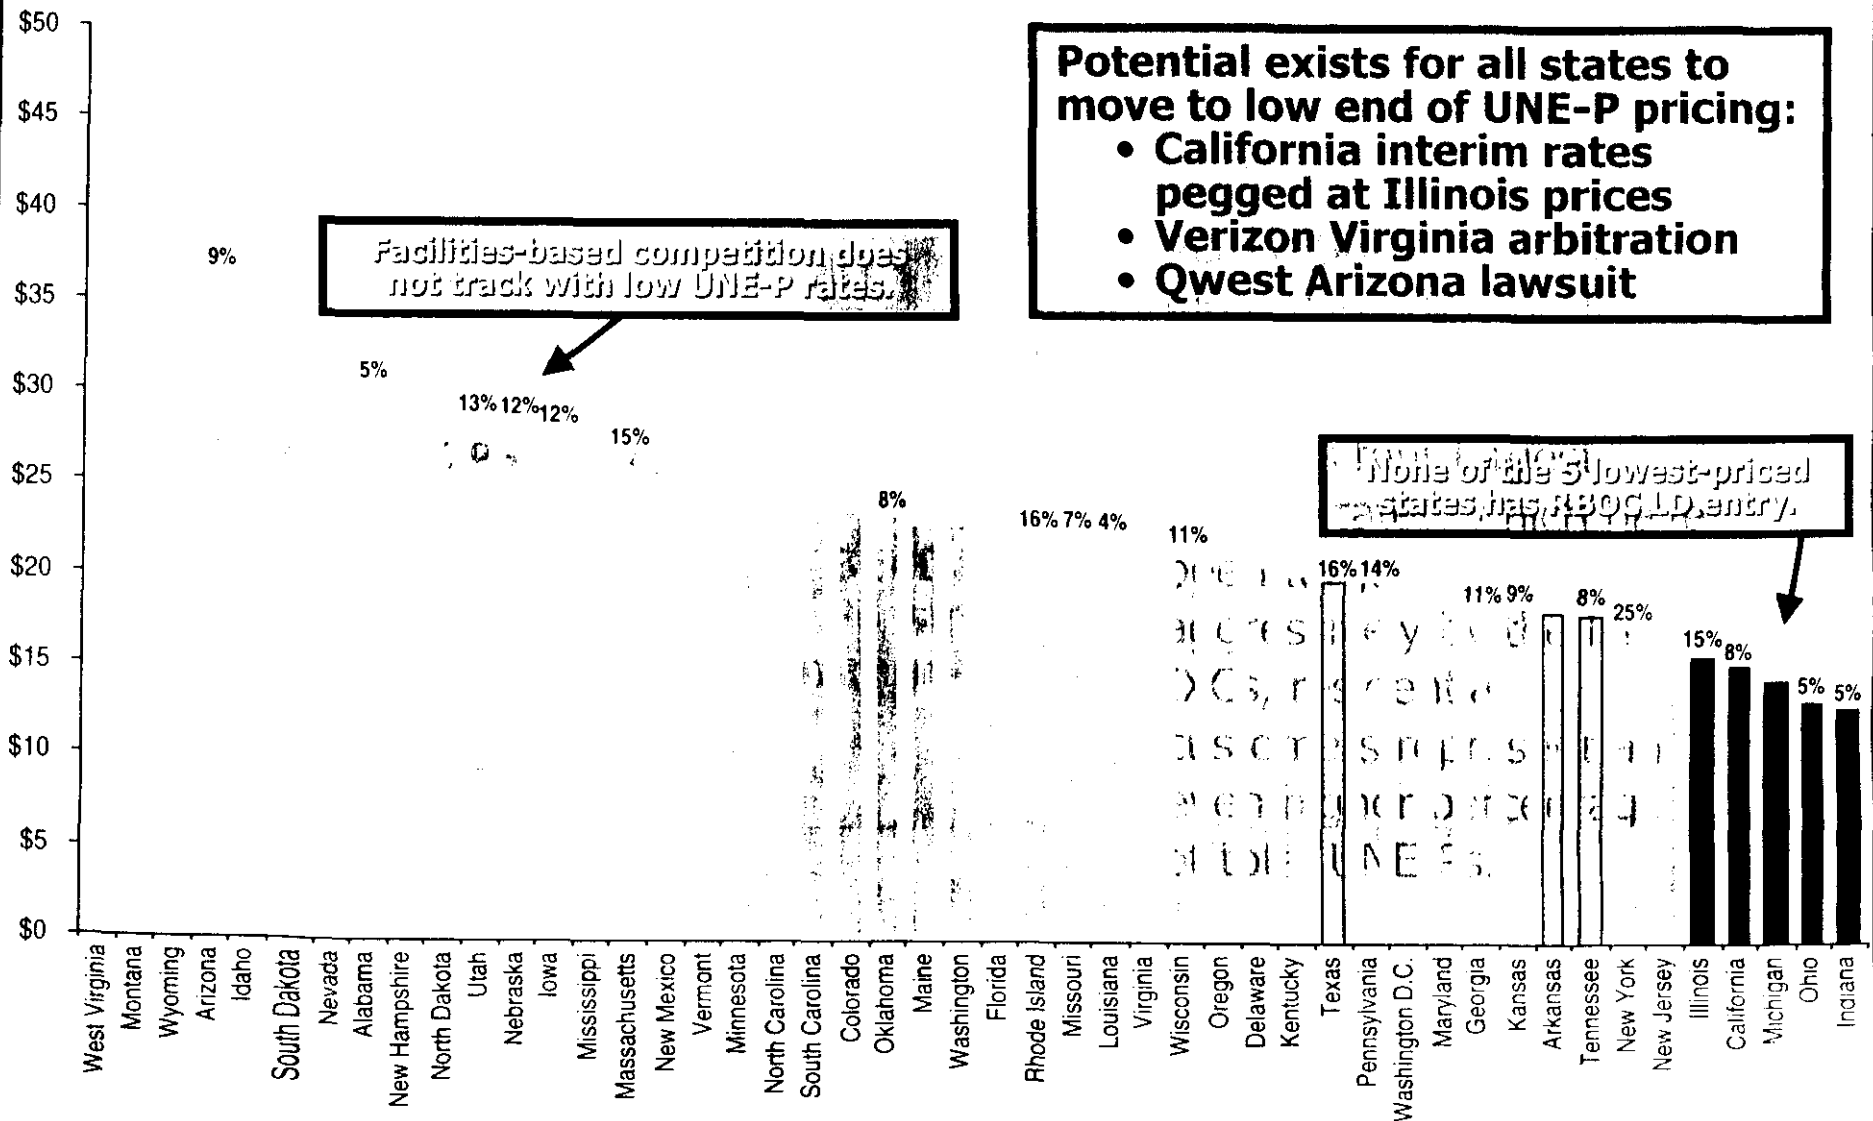 $50
$45
$40
$35
$30
$25
$20
$15
$10
$5
$0
Potential exists for all states to
move to low end of UNE-P pricing:
• California interim rates
pegged at Illinois prices
• Verizon Virginia arbitration
• Qwest Arizona lawsuit
Facilities-based competition does
not track with low UNE-P rates.
None of the 5 lowest-priced
states has RBOC LD entry.
9%
5%
13%
12%
12%
15%
8%
16%
7%
4%
11%
16%
14%
11%
9%
8%
25%
15%
8%
5%
5%
West Virginia
Montana
Wyoming
Arizona
Idaho
South Dakota
Nevada
Alabama
New Hampshire
North Dakota
Utah
Nebraska
Iowa
Mississippi
Massachusetts
New Mexico
Vermont
Minnesota
North Carolina
South Carolina
Colorado
Oklahoma
Maine
Washington
Florida
Rhode Island
Missouri
Louisiana
Virginia
Wisconsin
Oregon
Delaware
Kentucky
Texas
Pennsylvania
Washington D.C.
Maryland
Georgia
Kansas
Arkansas
Tennessee
New York
New Jersey
Illinois
California
Michigan
Ohio
Indiana